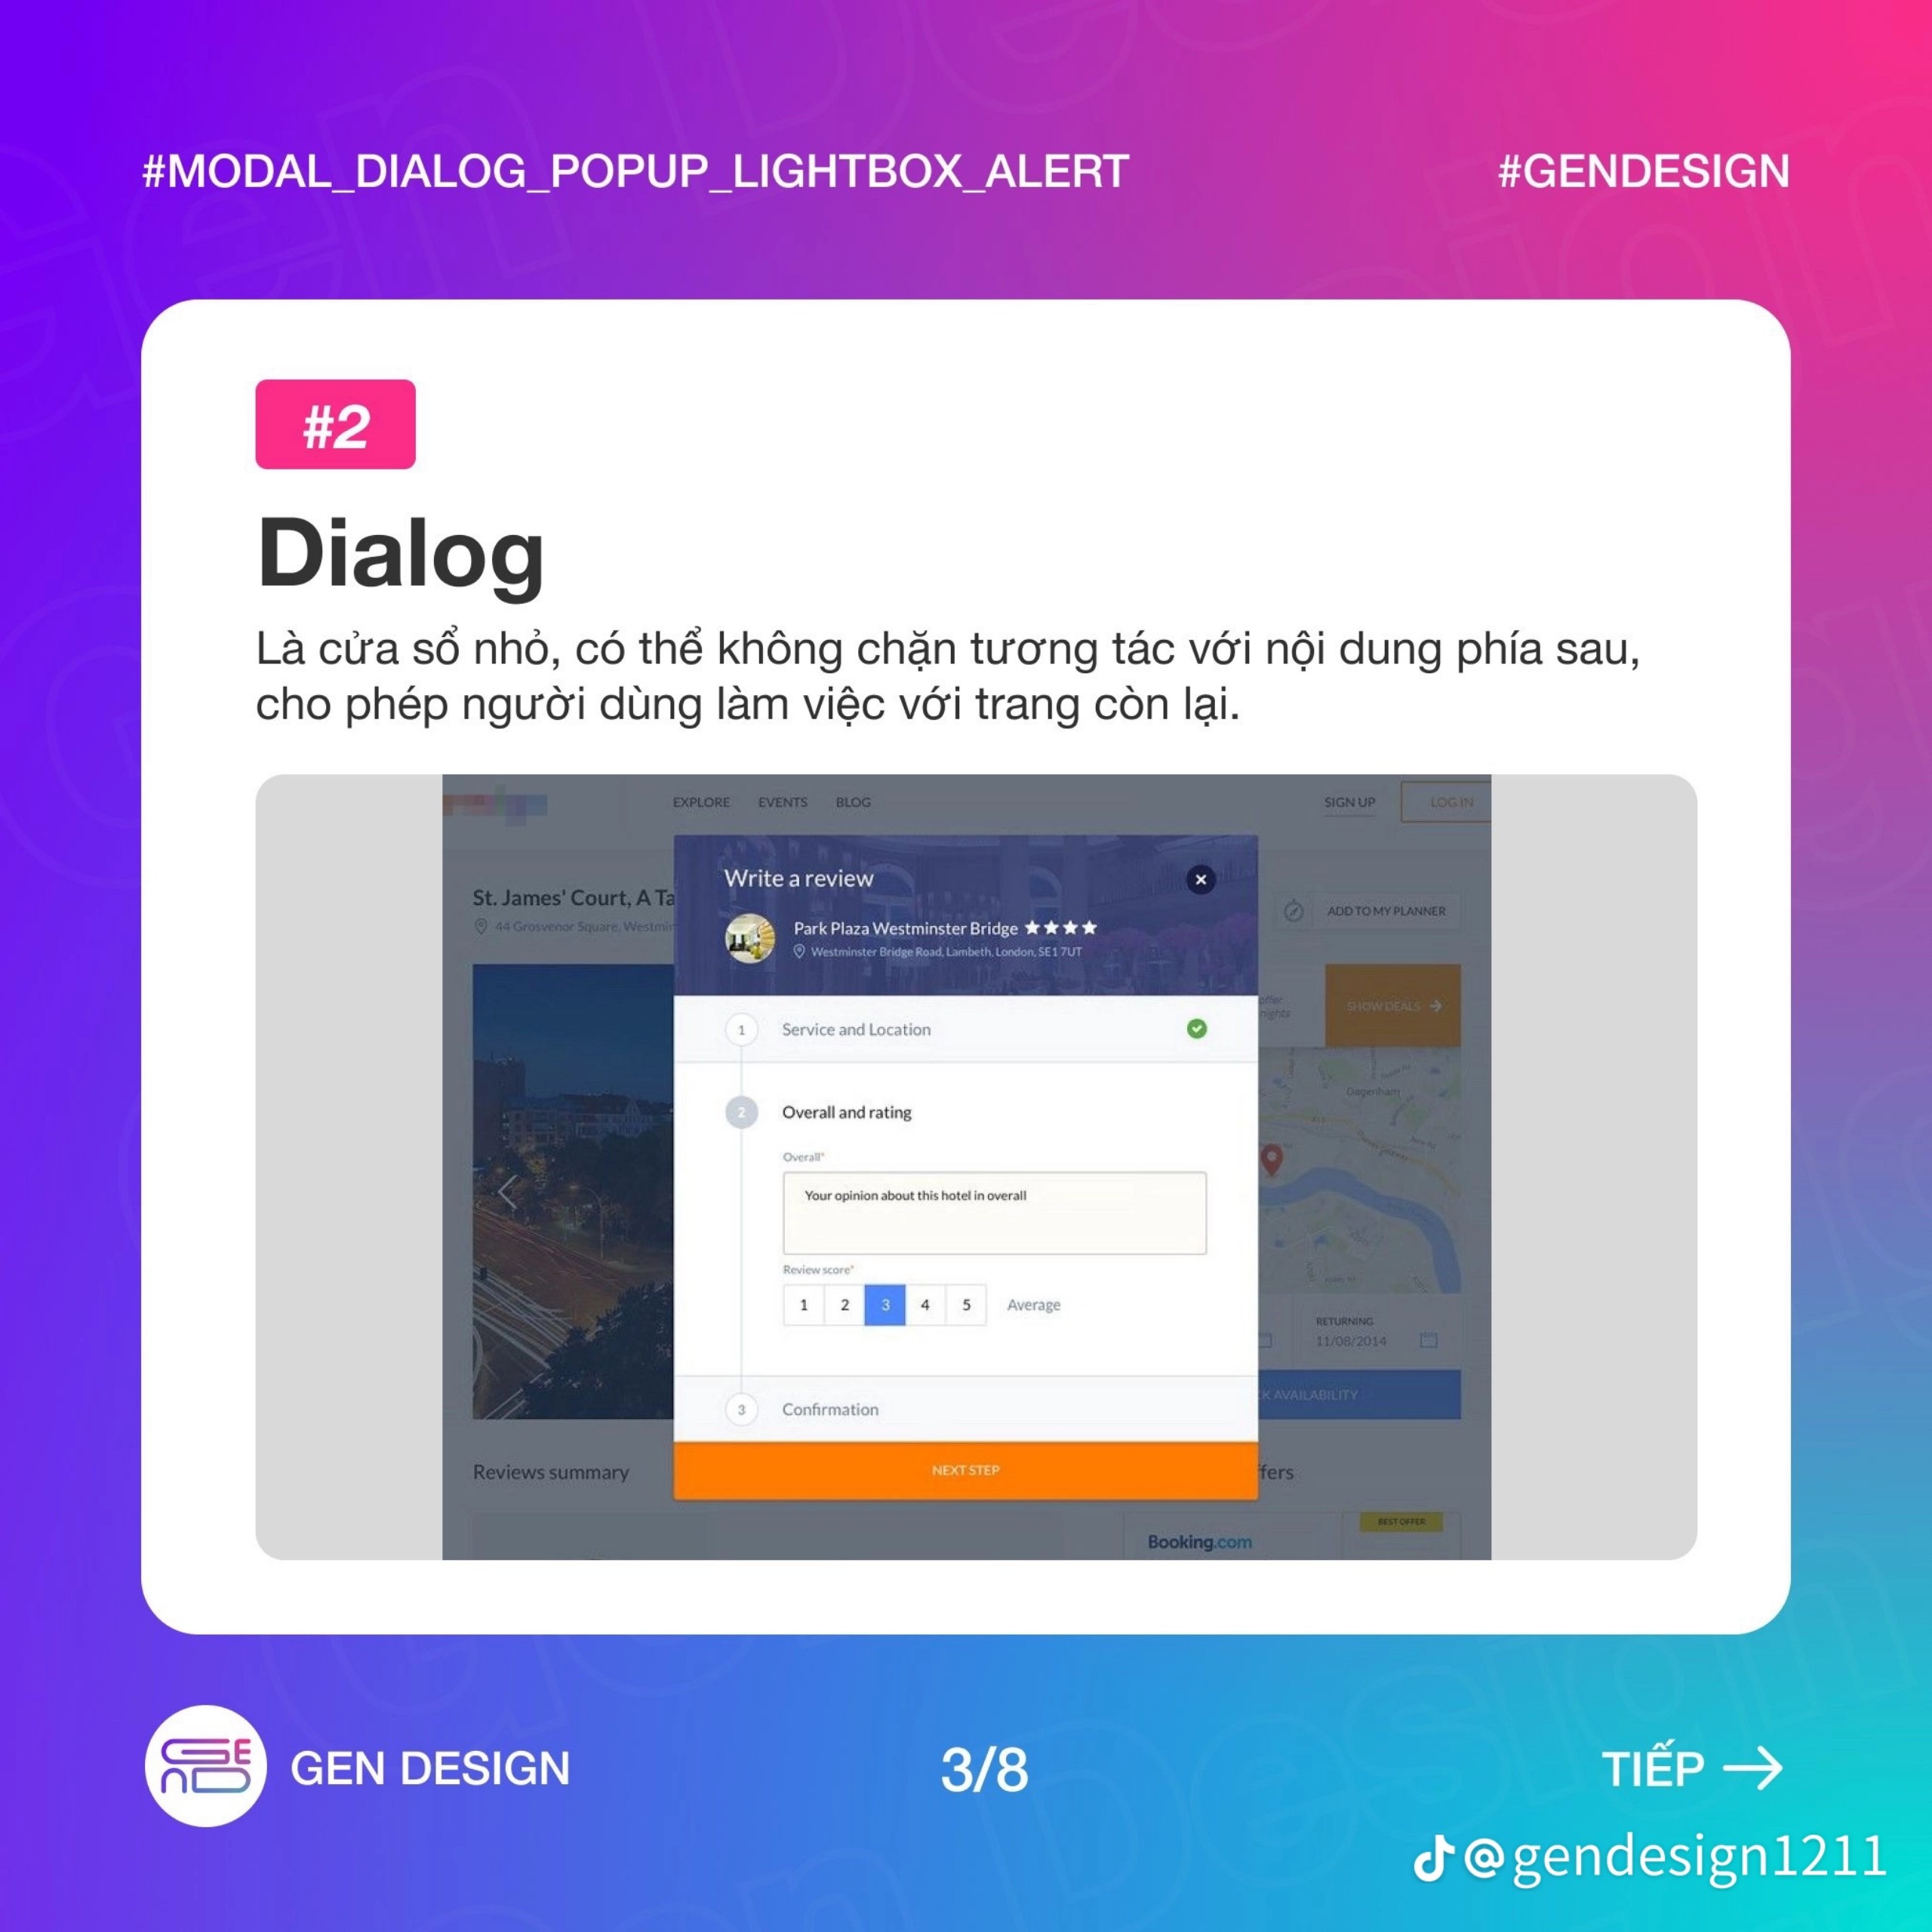 #MODAL_DIALOG_POPUP_LIGHTBOX_ALERT
#GENDESIGN
#2
Dialog
Là cửa sổ nhỏ, có thể không chặn tương tác với nội dung phía sau,
cho phép người dùng làm việc với trang còn lại.
EXPLORE EVENTS BLOG
SIGN UP
LOG IN
St. James' Court, A Ta
44 Grosvenor Square, Westmin
ADD TO MY PLANNER
Write a review
Park Plaza Westminster Bridge
Westminster Bridge Road, Lambeth, London, SE1 7UT
offer
nights
SHOW DEALS
1 Service and Location
Dagenham
2 Overall and rating
Overall*
Your opinion about this hotel in overall
Review score*
1 2 3 4 5 Average
RETURNING
11/08/2014
K AVAILABILITY
3 Confirmation
NEXT STEP
Reviews summary
fers
BEST OFFER
Booking.com
GEN DESIGN
3/8
TIẾP
@gendesign1211